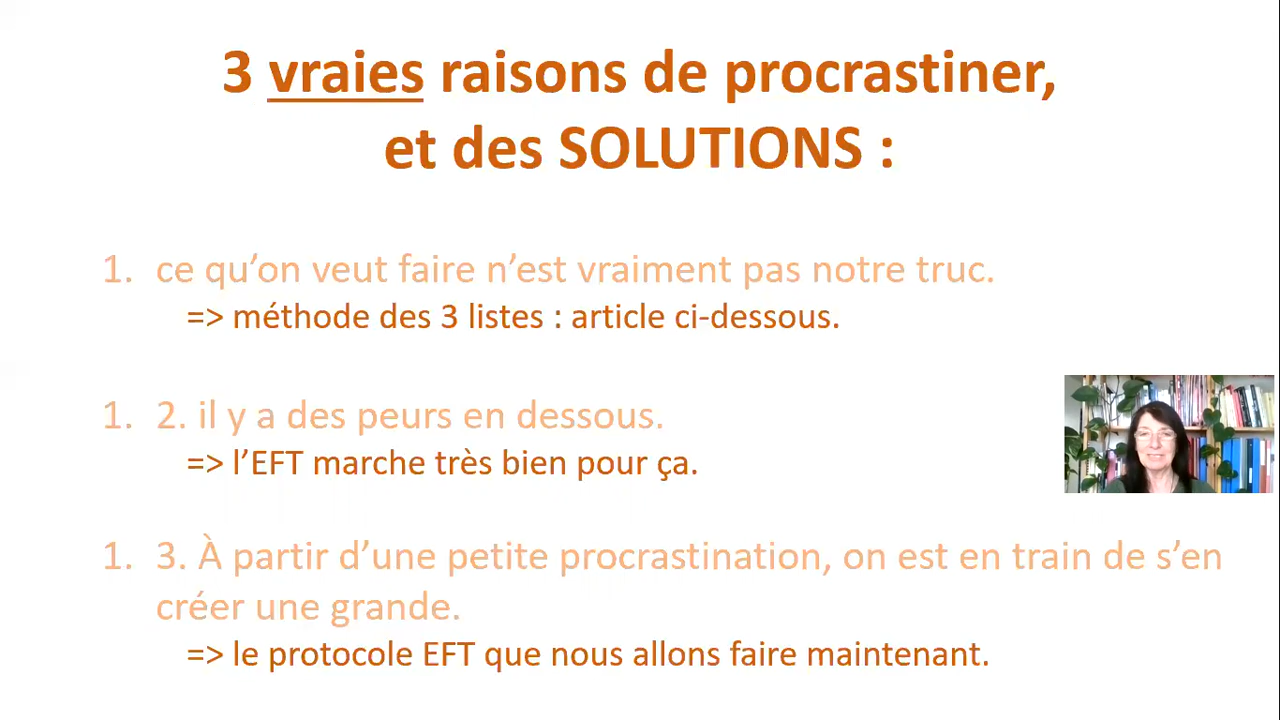 3 vraies raisons de procrastiner,
et des SOLUTIONS :
1. ce qu’on veut faire n’est vraiment pas notre truc.
=> méthode des 3 listes : article ci-dessous.
1. 2. il y a des peurs en dessous.
=> l’EFT marche très bien pour ça.
1. 3. À partir d’une petite procrastination, on est en train de s’en
créer une grande.
=> le protocole EFT que nous allons faire maintenant.